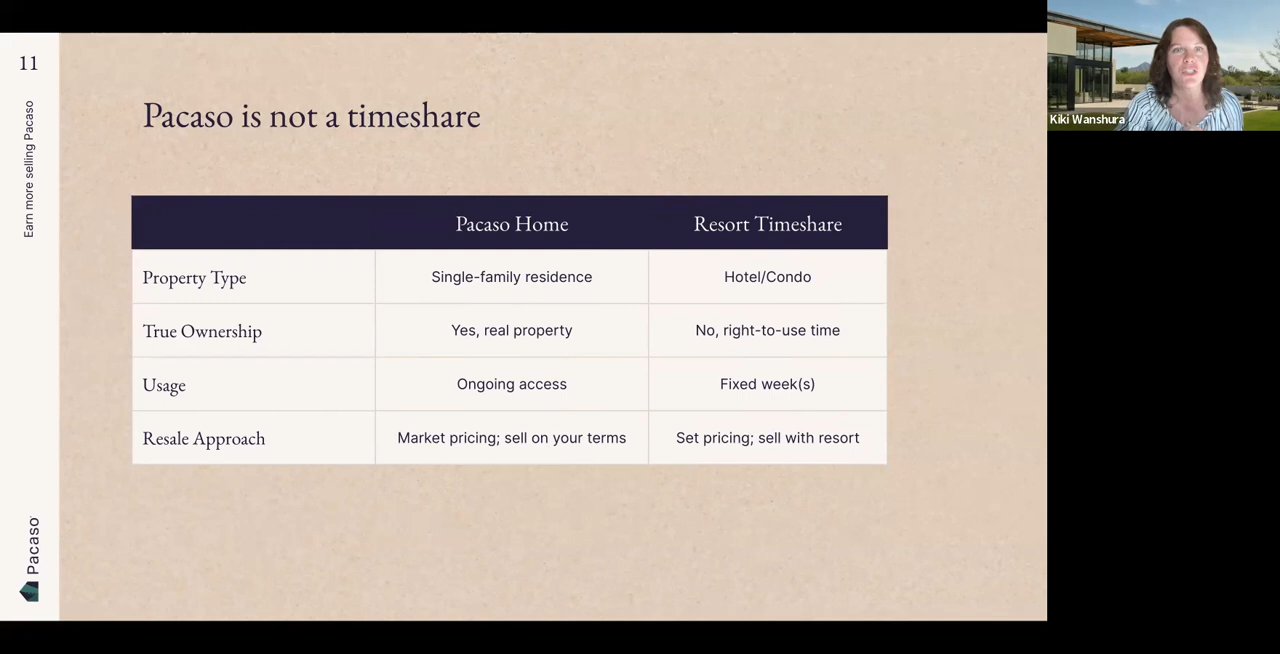 11
Earn more selling Pacaso
Pacaso
Pacaso is not a timeshare
Pacaso Home Resort Timeshare
Property Type Single-family residence Hotel/Condo
True Ownership Yes, real property No, right-to-use time
Usage Ongoing access Fixed week(s)
Resale Approach Market pricing; sell on your terms Set pricing; sell with resort
Kiki Wanshura